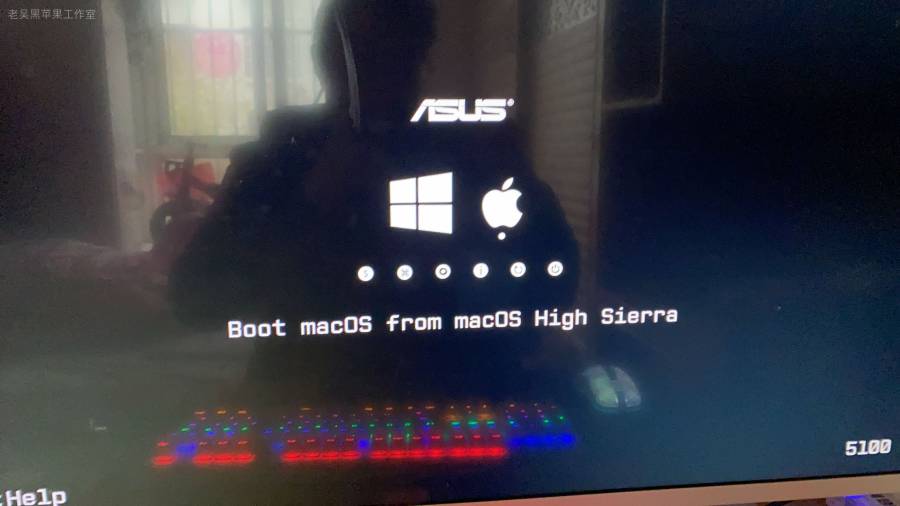 老吴黑苹果工作室
ASUS
Boot macOS from macOS High Sierra
5100
:Help